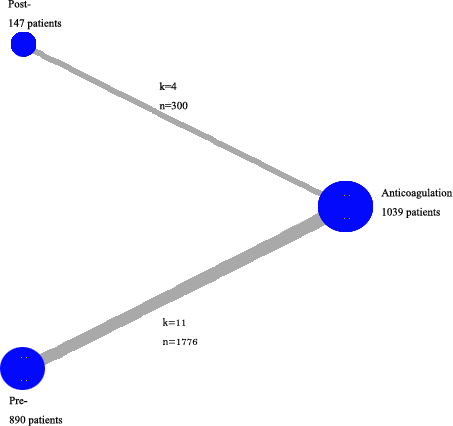 Post-
147 patients
k=4
n=300
Anticoagulation
1039 patients
k=11
n=1776
Pre-
890 patients